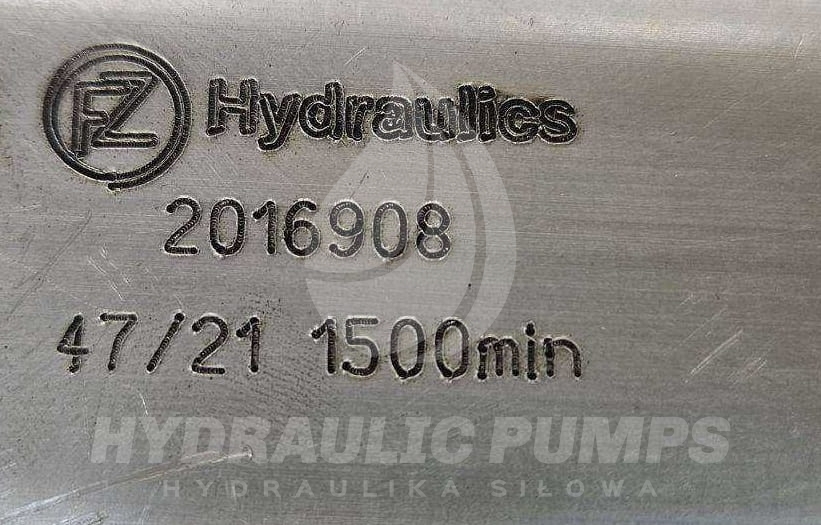 FZ Hydraulics
2016908
47/21 1500min
HYDRAULIC PUMPS
HYDRAULIKA SIŁOWA